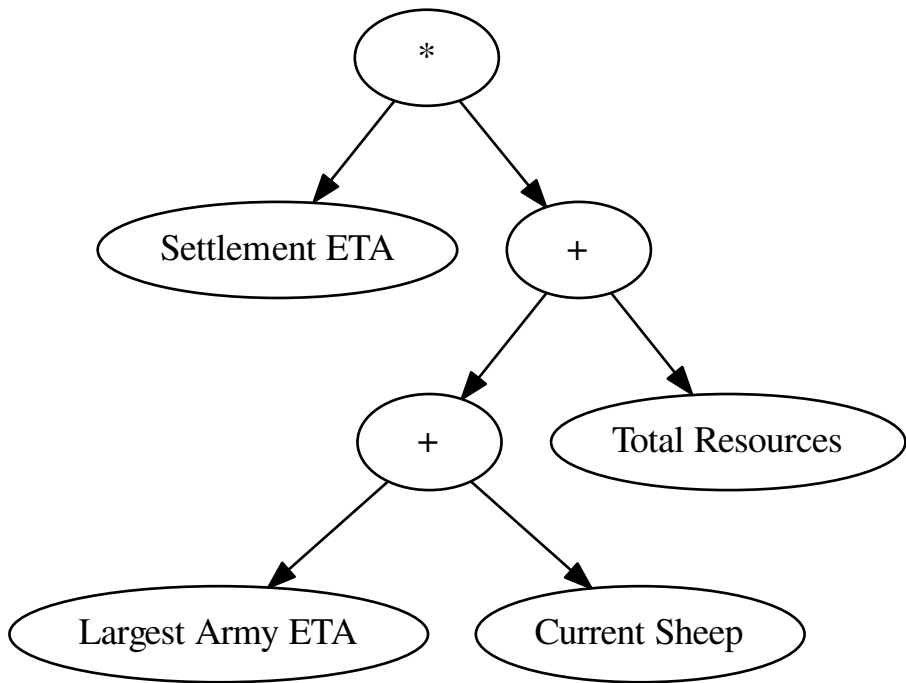 *
Settlement ETA
+
+
Total Resources
Largest Army ETA
Current Sheep